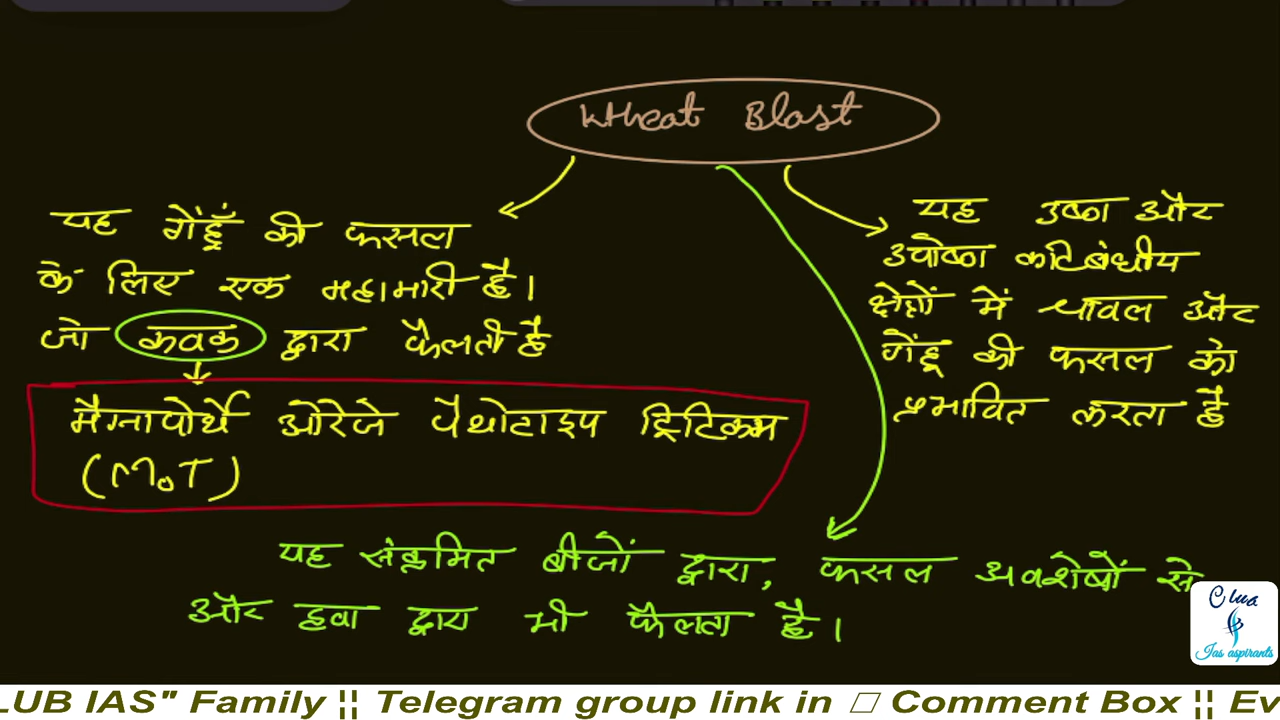 Wheat Blast
यह गेंहूँ की फसल
के लिए एक महामारी है।
जो कवक द्वारा फैलती है
मैग्नापोर्थे ओरेजे पैथोटाइप ट्रिटिकम
(MoT)
यह उष्ण और
उपोष्ण कटिबंधीय
क्षेत्रों में चावल और
गेंहू की फसल को
प्रभावित करता है
यह संक्रमित बीजों द्वारा, फसल अवशेषों से
और हवा द्वारा भी फैलता है।
Club
Ias aspirants
LUB IAS" Family ¦¦ Telegram group link in □ Comment Box ¦¦ Ev